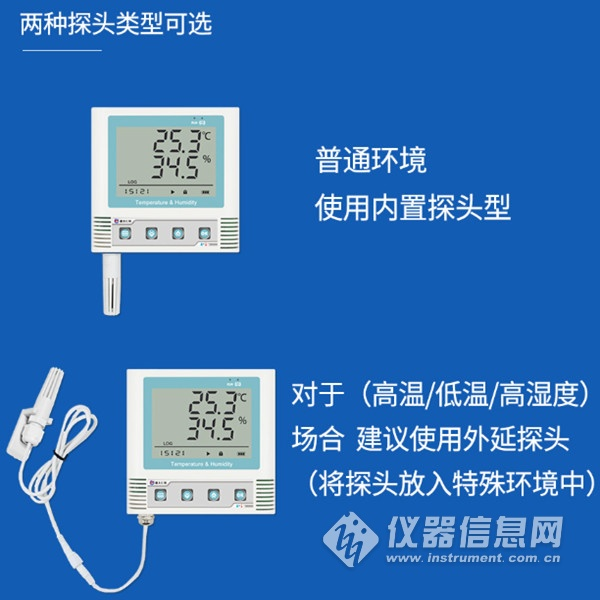 两种探头类型可选
25.3℃
34.5%
LOG
15121
Temperature & Humidity
普通环境
使用内置探头型
25.3℃
34.5%
LOG
15121
Temperature & Humidity
对于（高温/低温/高湿度）
场合 建议使用外延探头
（将探头放入特殊环境中）
仪器信息网
www.instrument.com.cn